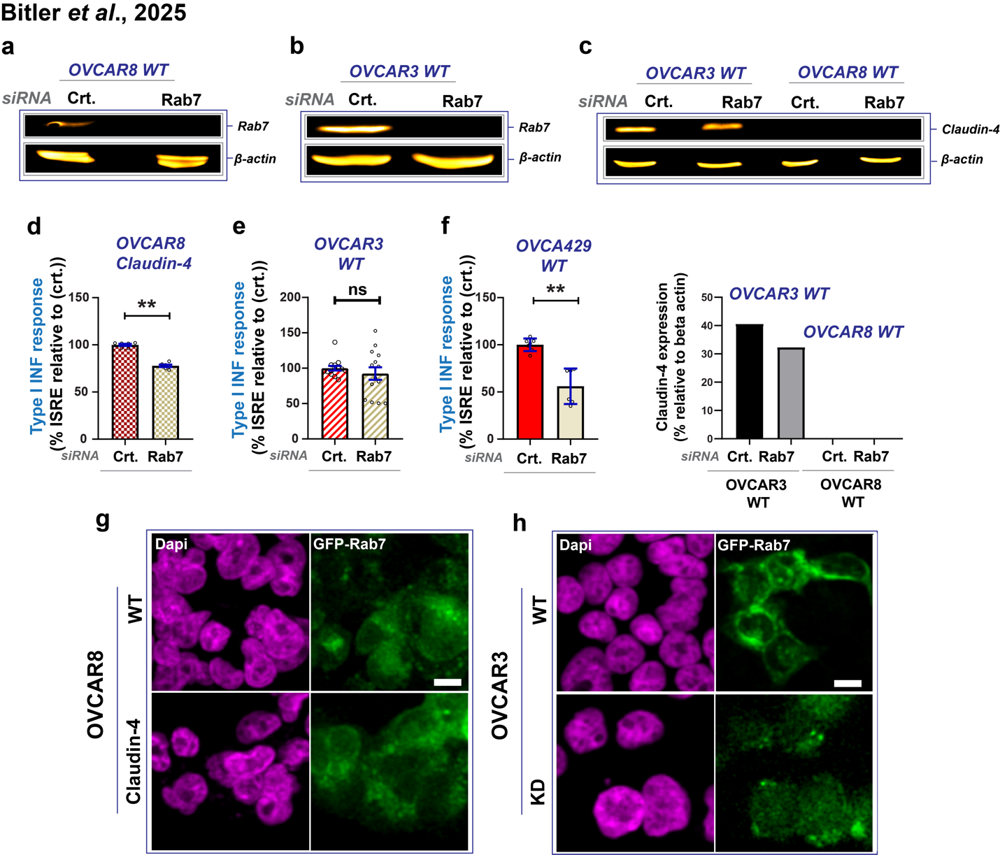 Bitler et al., 2025
a
OVCAR8 WT
siRNA Crt. Rab7
Rab7
β-actin
b
OVCAR3 WT
siRNA Crt. Rab7
Rab7
β-actin
c
OVCAR3 WT OVCAR8 WT
siRNA Crt. Rab7 Crt. Rab7
Claudin-4
β-actin
d
OVCAR8
Claudin-4
Type I INF response
(% ISRE relative to (crt.))
150
100
50
0
**
siRNA Crt. Rab7
e
OVCAR3
WT
Type I INF response
(% ISRE relative to (crt.))
200
150
100
50
0
ns
siRNA Crt. Rab7
f
OVCA429
WT
Type I INF response
(% ISRE relative to (crt.))
150
100
50
0
**
siRNA Crt. Rab7
Claudin-4 expression
(% relative to beta actin)
50
40
30
20
10
0
OVCAR3 WT
OVCAR8 WT
siRNA Crt. Rab7 Crt. Rab7
OVCAR3 OVCAR8
WT WT
g
OVCAR8
WT
Claudin-4
Dapi GFP-Rab7
h
OVCAR3
WT
KD
Dapi GFP-Rab7